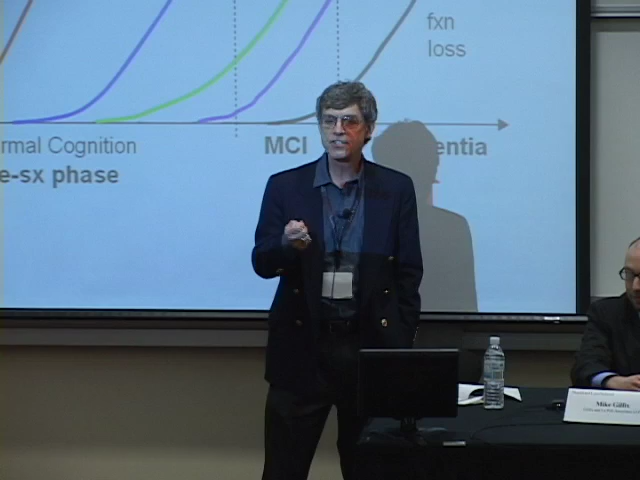 fxn
loss
rmal Cognition
MCI
entia
e-sx phase
Mike Gillis